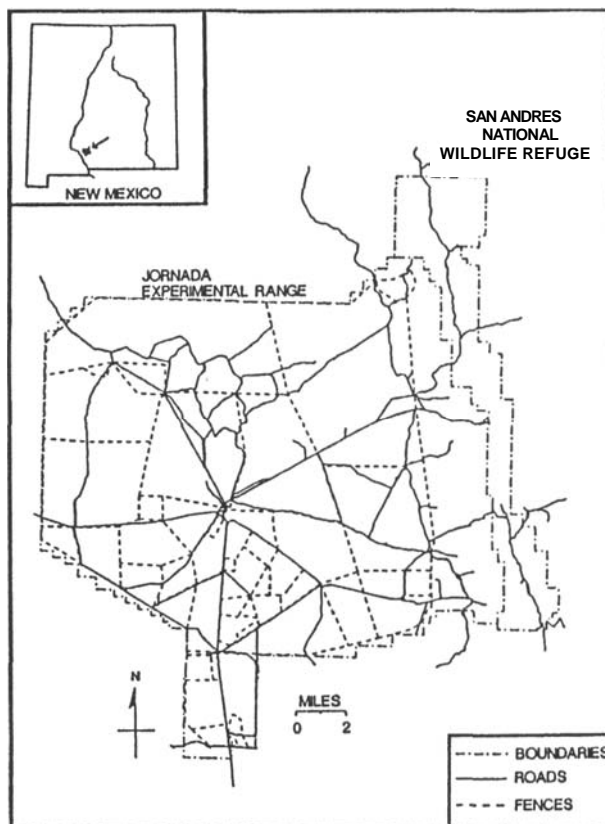 NEW MEXICO
SAN ANDRES
NATIONAL
WILDLIFE REFUGE
JORNADA
EXPERIMENTAL RANGE
N
MILES
0 2
BOUNDARIES
ROADS
FENCES